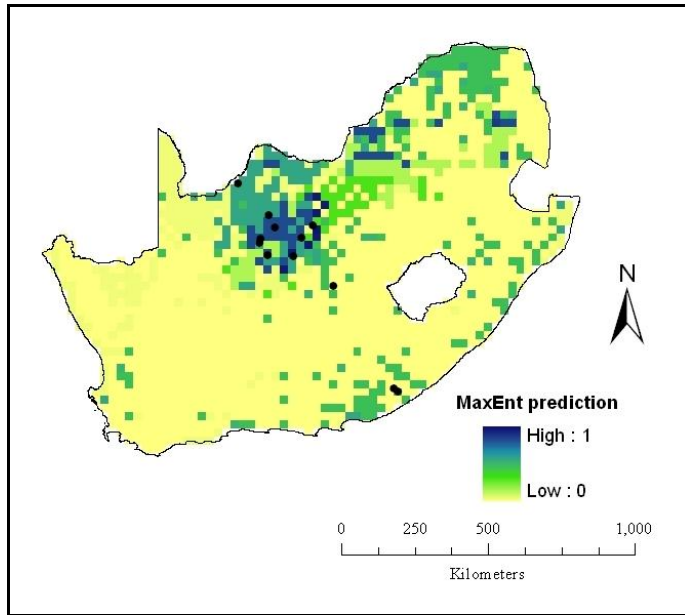 N
MaxEnt prediction
High : 1
Low : 0
0 250 500 1,000
Kilometers